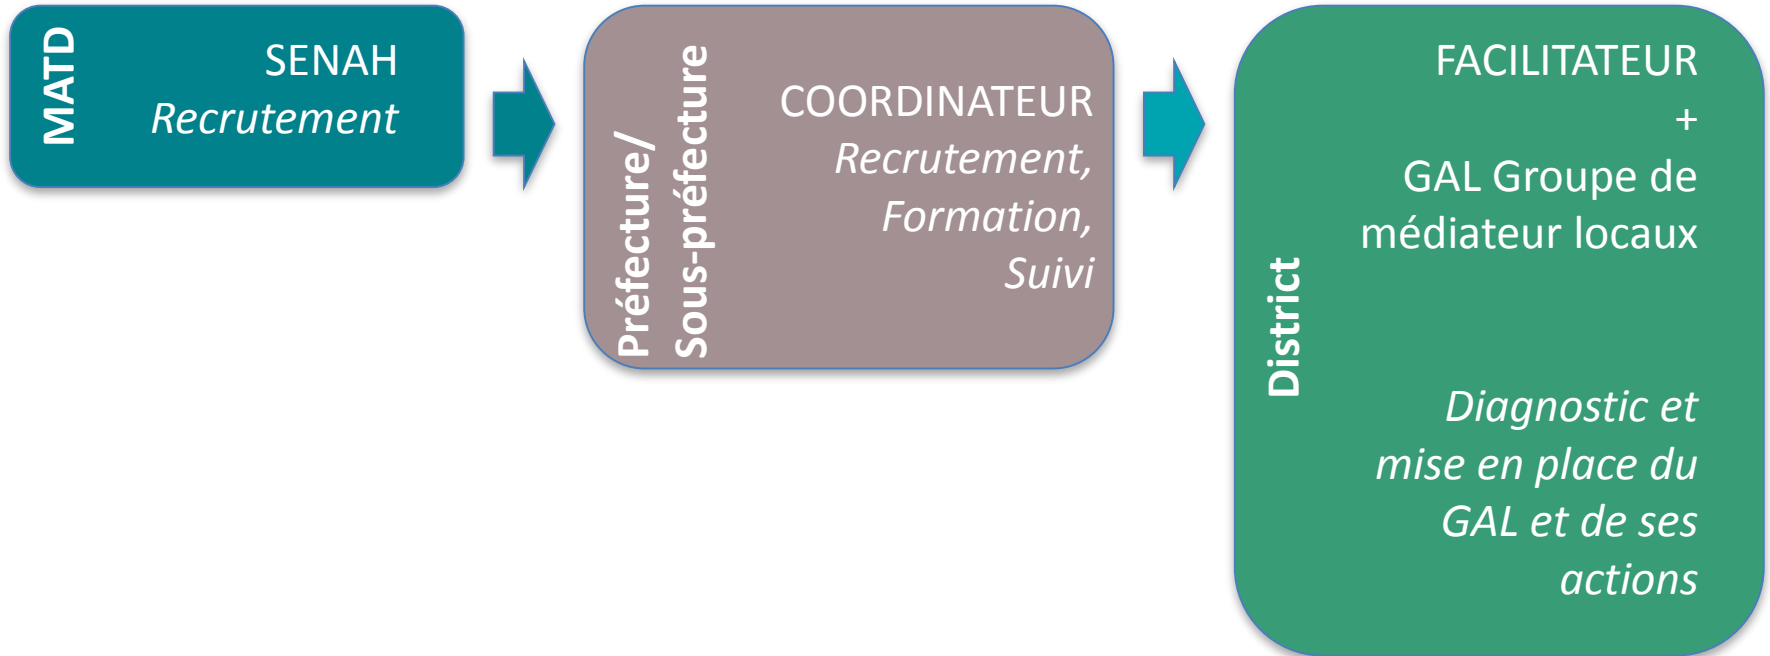 MATD
SENAH
Recrutement
Préfecture/
Sous-préfecture
COORDINATEUR
Recrutement,
Formation,
Suivi
District
FACILITATEUR
+
GAL Groupe de
médiateur locaux
Diagnostic et
mise en place du
GAL et de ses
actions